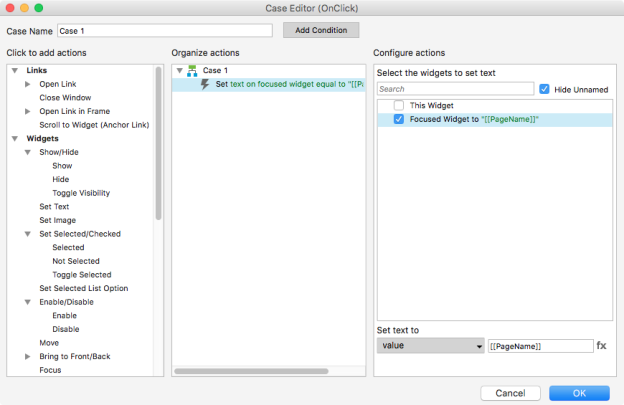 Case Editor (OnClick)
Case Name Case 1 Add Condition
Click to add actions
Links
Open Link
Close Window
Open Link in Frame
Scroll to Widget (Anchor Link)
Widgets
Show/Hide
Show
Hide
Toggle Visibility
Set Text
Set Image
Set Selected/Checked
Selected
Not Selected
Toggle Selected
Set Selected List Option
Enable/Disable
Enable
Disable
Move
Bring to Front/Back
Focus
Organize actions
Case 1
Set text on focused widget equal to "[[Pa
Configure actions
Select the widgets to set text
Search Hide Unnamed
This Widget
Focused Widget to "[[PageName]]"
Set text to
value [[PageName]] fx
Cancel OK